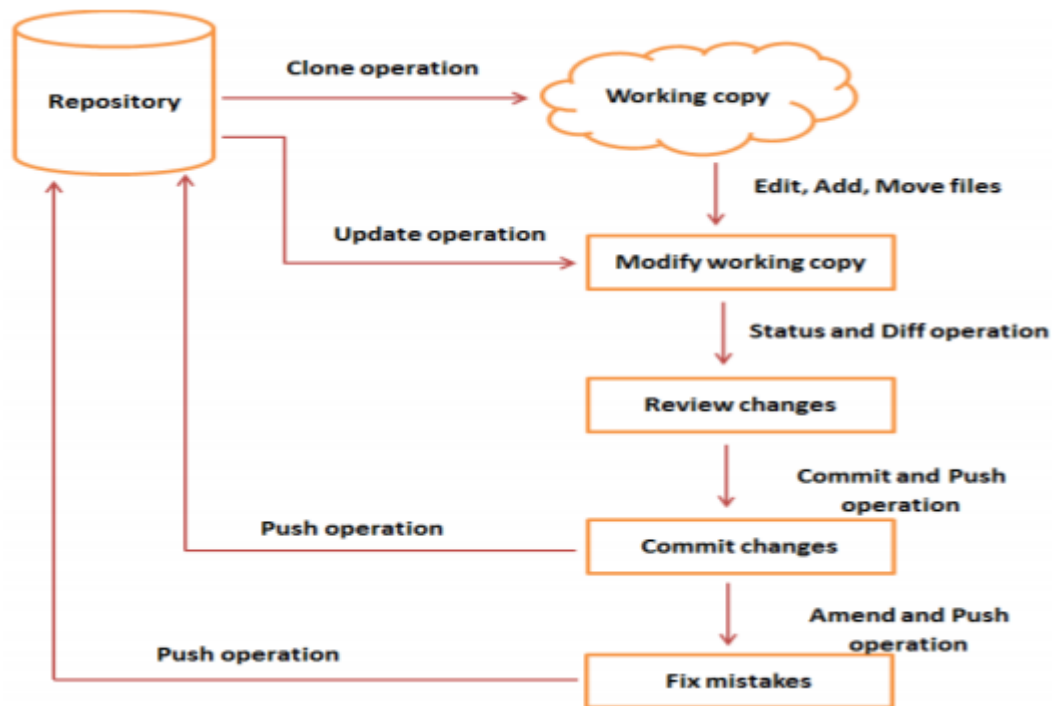 Clone operation
Repository
Working copy
Edit, Add, Move files
Update operation
Modify working copy
Status and Diff operation
Review changes
Commit and Push
operation
Push operation
Commit changes
Amend and Push
operation
Push operation
Fix mistakes